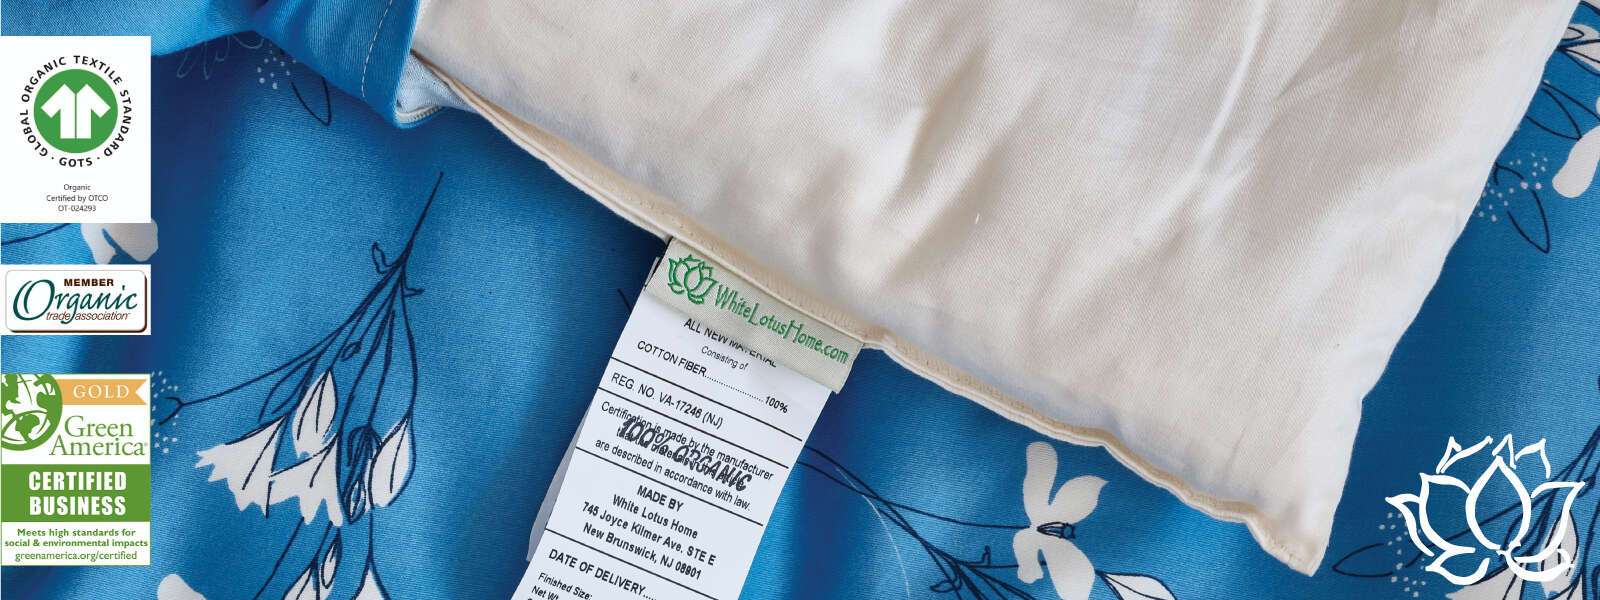 GLOBAL ORGANIC TEXTILE STANDARD · GOTS ·
Organic
Certified by OTCO
OT-024293
MEMBER
Organic
trade association
GOLD
Green
America
CERTIFIED
BUSINESS
Meets high standards for
social & environmental impacts
greenamerica.org/certified
WhiteLotusHome.com
ALL NEW MATERIAL
Consisting of
COTTON FIBER.................... 100%
REG. NO. VA-17246 (NJ)
Certification is made by the manufacturer
are described in accordance with law.
100% ORGANIC
MADE BY
White Lotus Home
745 Joyce Kilmer Ave. STE E
New Brunswick, NJ 08901
DATE OF DELIVERY.....
Finished Size:
Net W